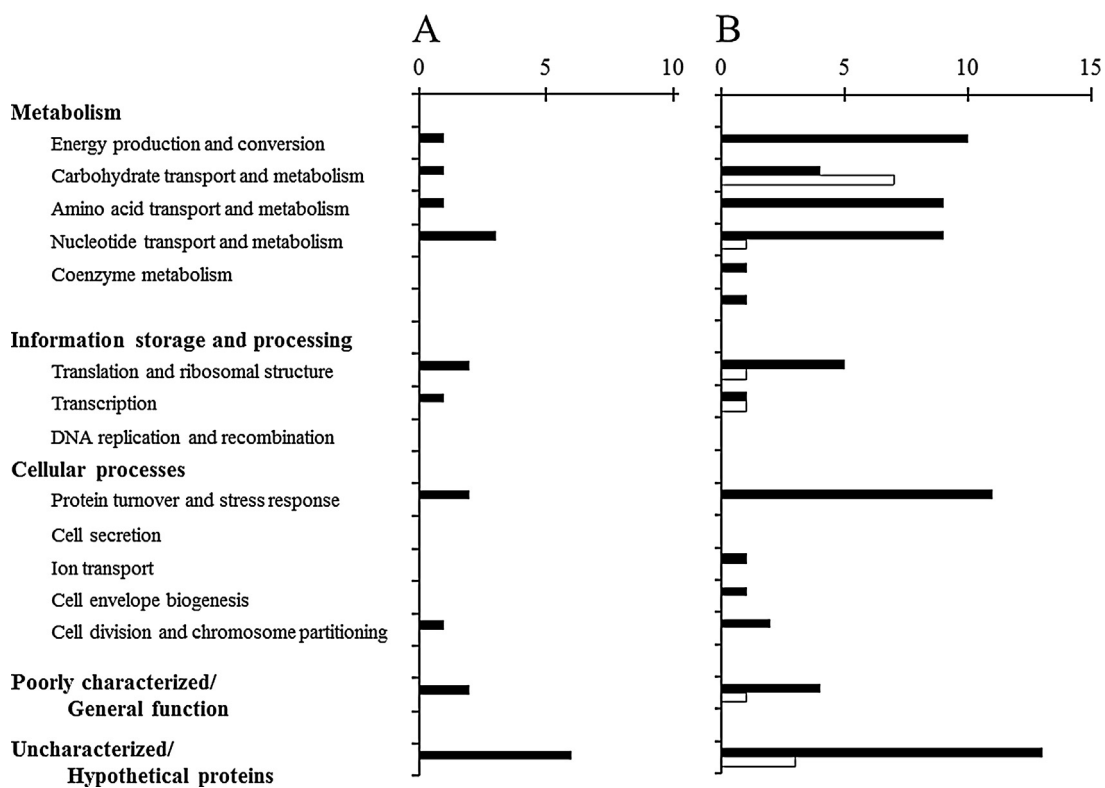 A B
0 5 10 0 5 10 15
Metabolism
Energy production and conversion
Carbohydrate transport and metabolism
Amino acid transport and metabolism
Nucleotide transport and metabolism
Coenzyme metabolism
Information storage and processing
Translation and ribosomal structure
Transcription
DNA replication and recombination
Cellular processes
Protein turnover and stress response
Cell secretion
Ion transport
Cell envelope biogenesis
Cell division and chromosome partitioning
Poorly characterized/
General function
Uncharacterized/
Hypothetical proteins